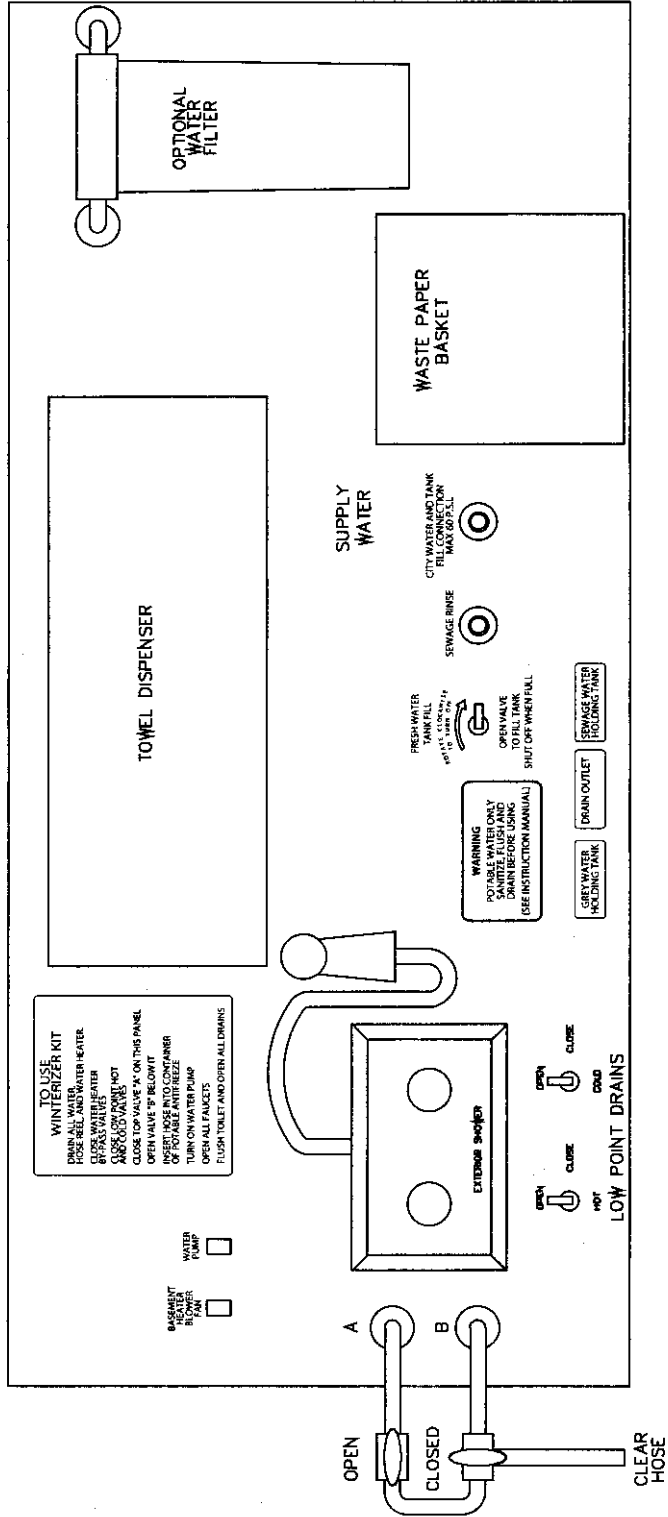 OPTIONAL
WATER
FILTER
TOWEL DISPENSER
WASTE PAPER
BASKET
SUPPLY
WATER
CITY WATER AND TANK
FILL CONNECTION
MAX 60 P.S.I.
SEWAGE RINSE
FRESH WATER
TANK FILL
ROTATE CLOCKWISE
TO TURN ON
OPEN VALVE
TO FILL TANK
SHUT OFF WHEN FULL
WARNING
POTABLE WATER ONLY
SANITIZE, FLUSH AND
DRAIN BEFORE USING
(SEE INSTRUCTION MANUAL)
GREY WATER
HOLDING TANK
DRAIN OUTLET
SEWAGE WATER
HOLDING TANK
TO USE
WINTERIZER KIT
DRAIN ALL WATER,
HOSE REEL, AND WATER HEATER.
CLOSE WATER HEATER
BY-PASS VALVES
CLOSE LOW POINT HOT
AND COLD VALVES
CLOSE TOP VALVE "A" ON THIS PANEL
OPEN VALVE "B" BELOW IT
INSERT HOSE INTO CONTAINER
OF POTABLE ANTIFREEZE
TURN ON WATER PUMP
OPEN ALL FAUCETS
FLUSH TOILET AND OPEN ALL DRAINS
BASEMENT
HEATER
BLOWER
FAN
WATER
PUMP
EXTERIOR SHOWER
OPEN
CLOSE
HOT
OPEN
CLOSE
COLD
LOW POINT DRAINS
A
B
OPEN
CLOSED
CLEAR
HOSE